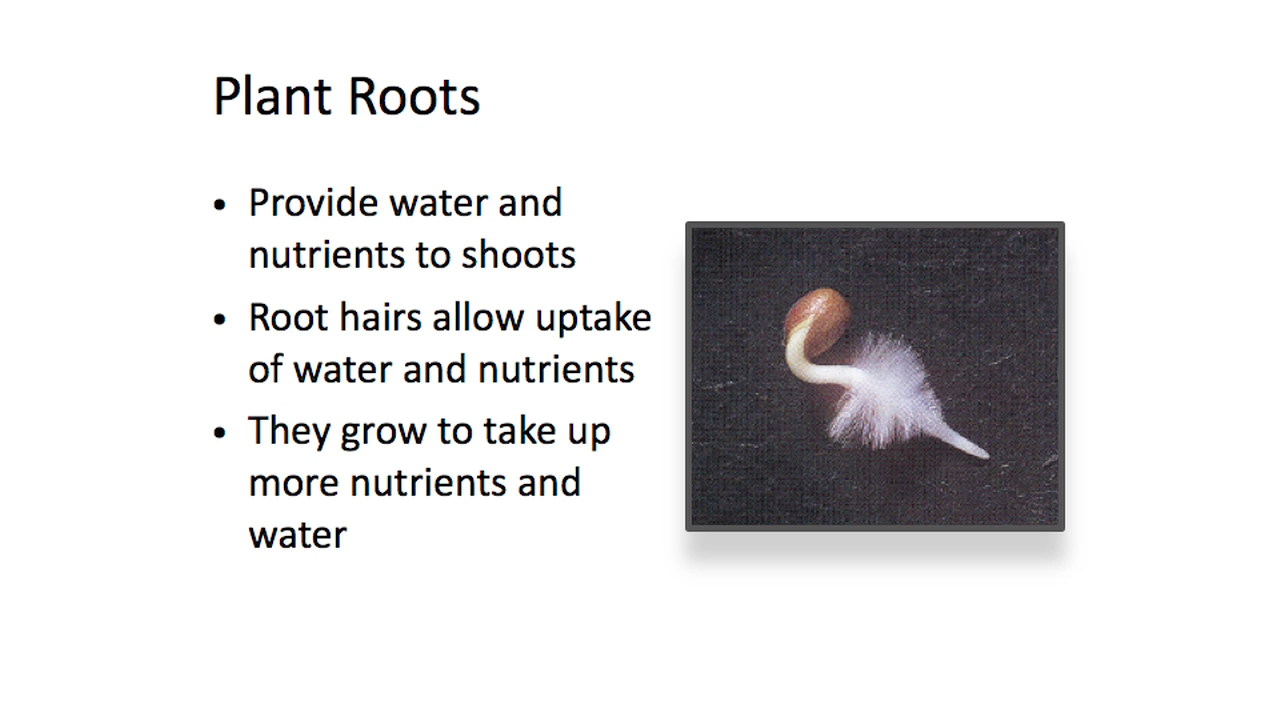 Plant Roots
• Provide water and
nutrients to shoots
• Root hairs allow uptake
of water and nutrients
• They grow to take up
more nutrients and
water